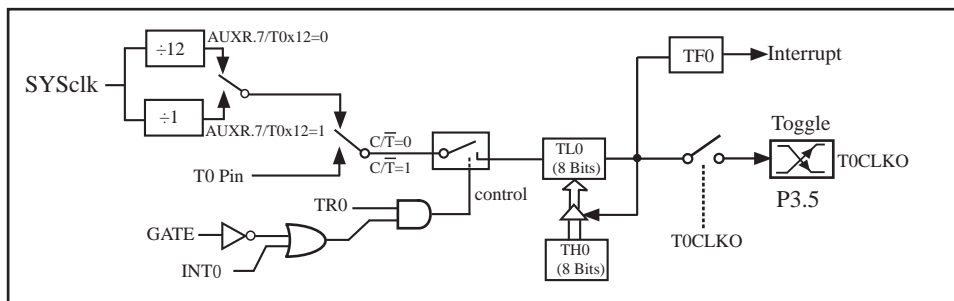 ÷12
AUXR.7/T0x12=0
SYSclk
÷1
AUXR.7/T0x12=1
T0 Pin
C/T̅=0
C/T̅=1
TR0
GATE
INT0
control
TL0
(8 Bits)
TH0
(8 Bits)
TF0
Interrupt
Toggle
T0CLKO
P3.5
T0CLKO